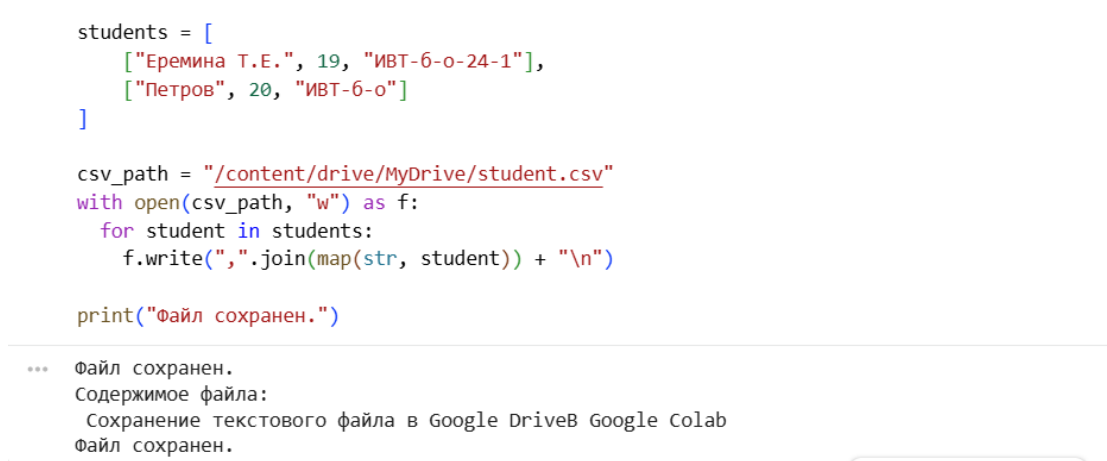 students = [
    ["Еремина Т.Е.", 19, "ИВТ-б-о-24-1"],
    ["Петров", 20, "ИВТ-б-о"]
]
csv_path = "/content/drive/MyDrive/student.csv"
with open(csv_path, "w") as f:
  for student in students:
    f.write(",".join(map(str, student)) + "\n")
print("Файл сохранен.")
Файл сохранен.
Содержимое файла:
 Сохранение текстового файла в Google DriveВ Google Colab
Файл сохранен.